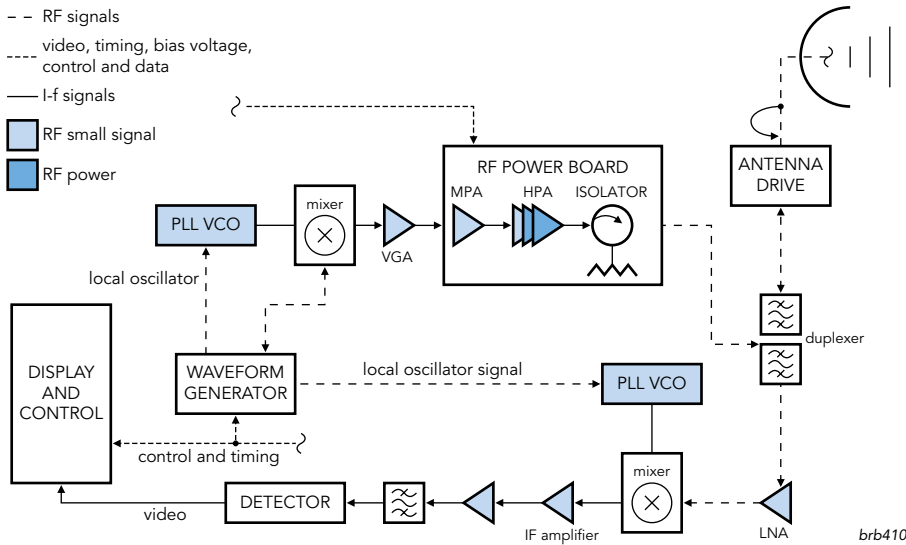 RF signals
video, timing, bias voltage,
control and data
I-f signals
RF small signal
RF power
RF POWER BOARD
MPA
HPA
ISOLATOR
ANTENNA
DRIVE
mixer
PLL VCO
VGA
local oscillator
duplexer
DISPLAY
AND
CONTROL
WAVEFORM
GENERATOR
local oscillator signal
PLL VCO
control and timing
mixer
DETECTOR
video
IF amplifier
LNA
brb410